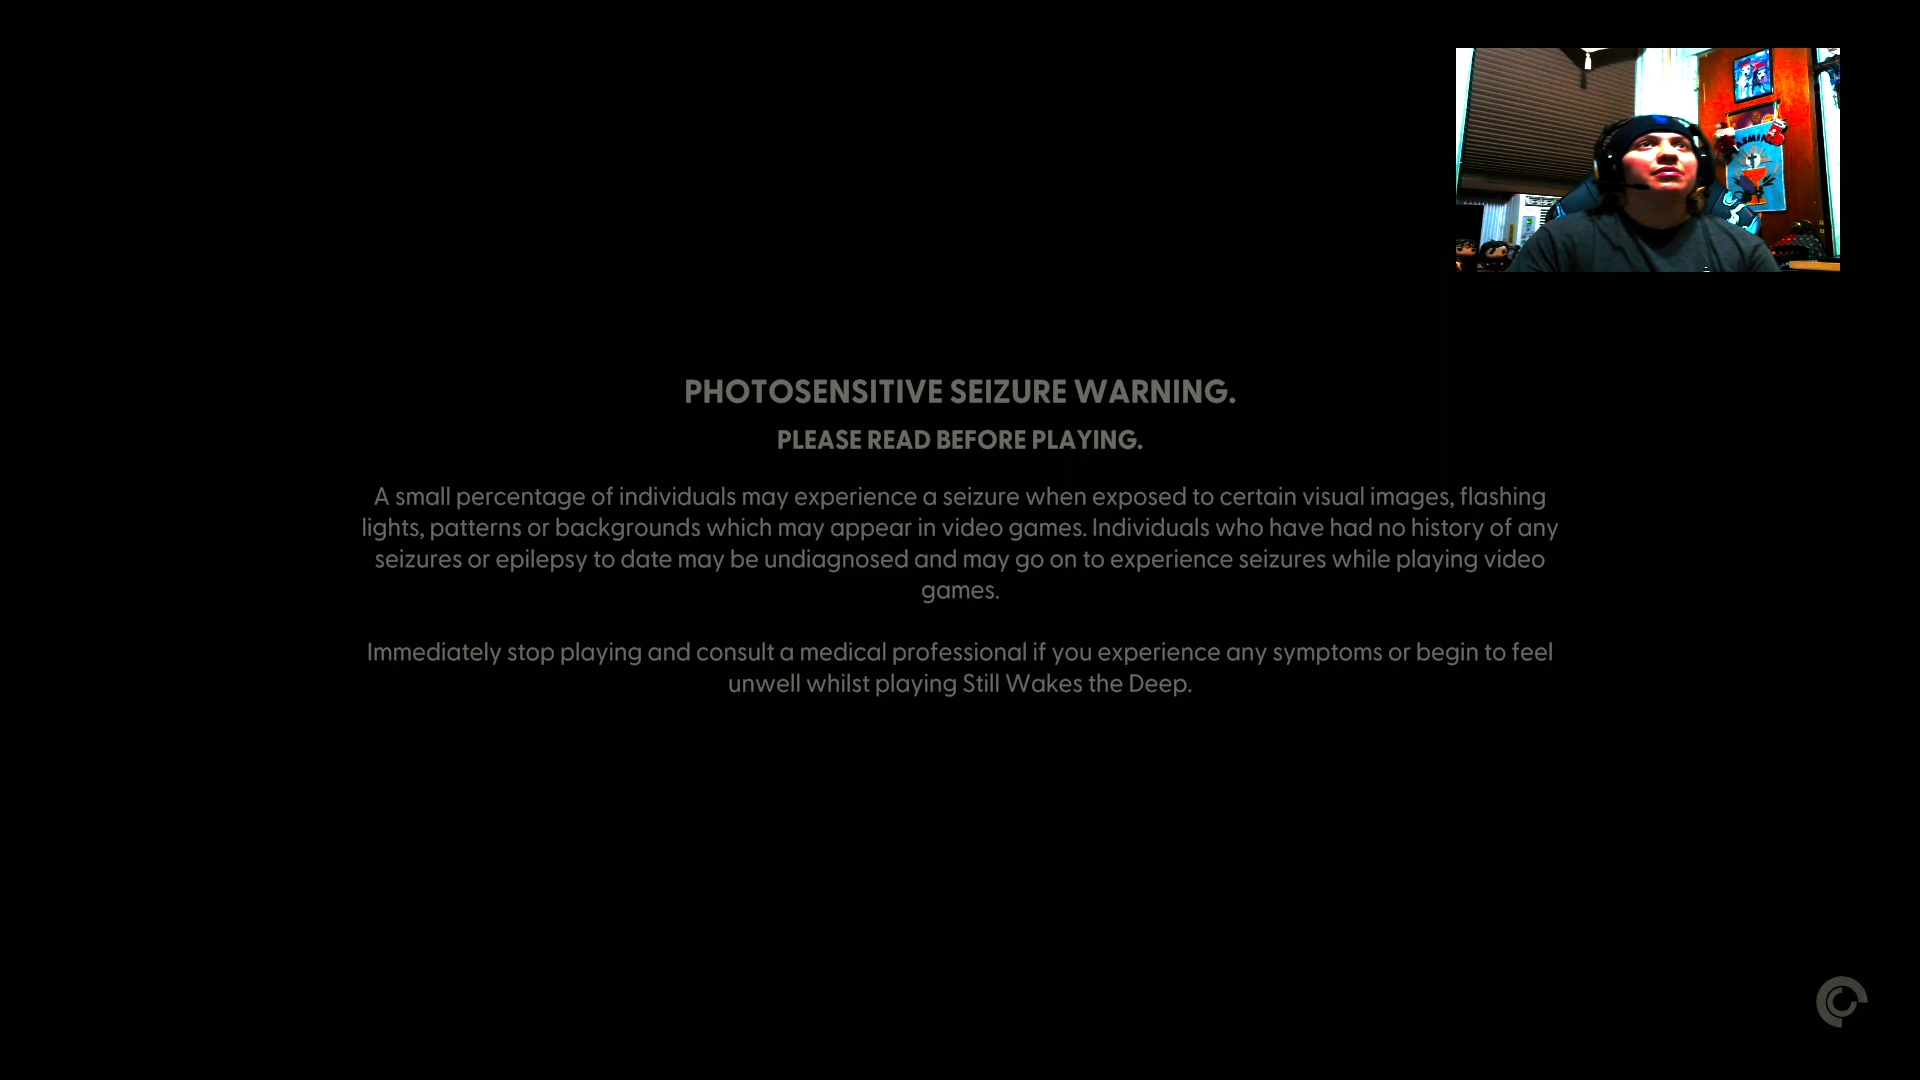 PHOTOSENSITIVE SEIZURE WARNING.
PLEASE READ BEFORE PLAYING.
A small percentage of individuals may experience a seizure when exposed to certain visual images, flashing
lights, patterns or backgrounds which may appear in video games. Individuals who have had no history of any
seizures or epilepsy to date may be undiagnosed and may go on to experience seizures while playing video
games.
Immediately stop playing and consult a medical professional if you experience any symptoms or begin to feel
unwell whilst playing Still Wakes the Deep.